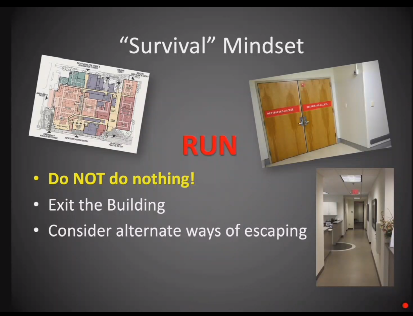 “Survival” Mindset
RUN
• Do NOT do nothing!
• Exit the Building
• Consider alternate ways of escaping